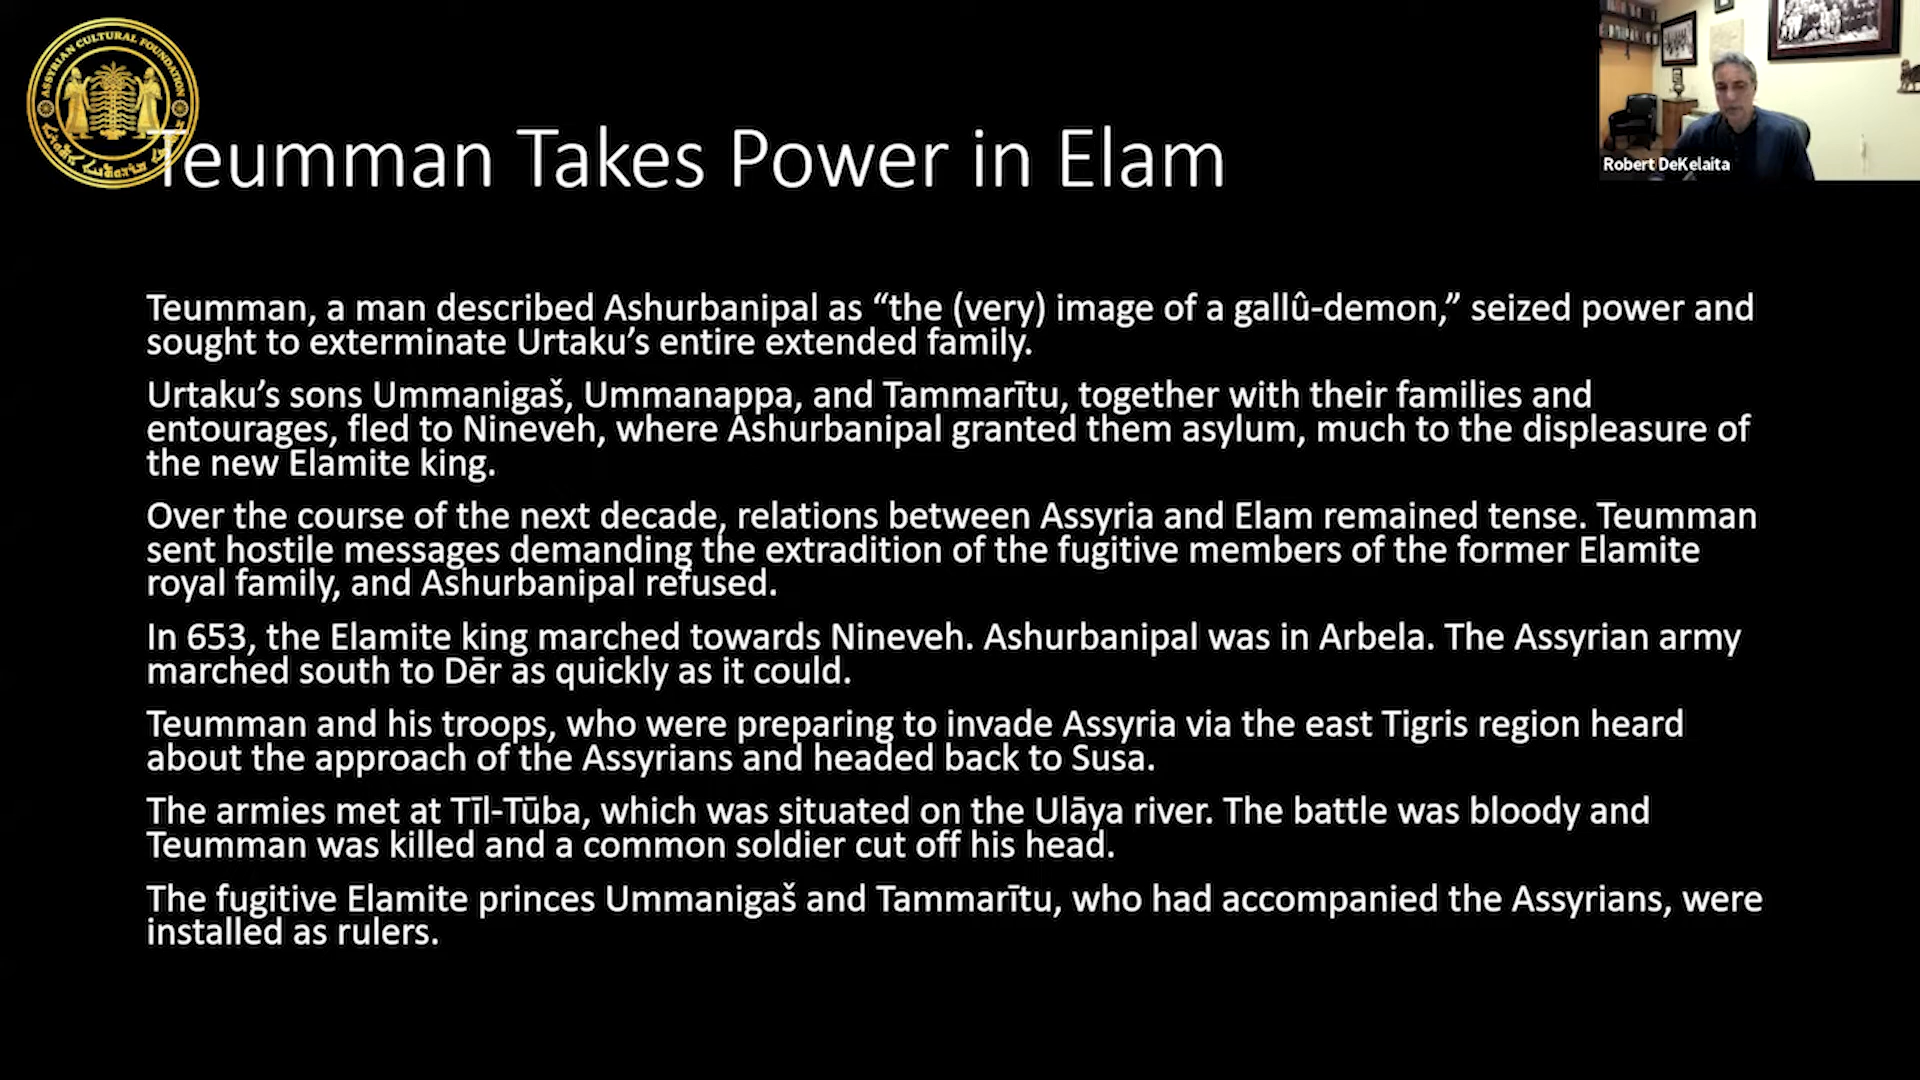 ASSYRIAN CULTURAL FOUNDATION
Teumman Takes Power in Elam
Robert DeKelaita
Teumman, a man described Ashurbanipal as “the (very) image of a gallû-demon,” seized power and
sought to exterminate Urtaku’s entire extended family.
Urtaku’s sons Ummanigaš, Ummanappa, and Tammarītu, together with their families and
entourages, fled to Nineveh, where Ashurbanipal granted them asylum, much to the displeasure of
the new Elamite king.
Over the course of the next decade, relations between Assyria and Elam remained tense. Teumman
sent hostile messages demanding the extradition of the fugitive members of the former Elamite
royal family, and Ashurbanipal refused.
In 653, the Elamite king marched towards Nineveh. Ashurbanipal was in Arbela. The Assyrian army
marched south to Dēr as quickly as it could.
Teumman and his troops, who were preparing to invade Assyria via the east Tigris region heard
about the approach of the Assyrians and headed back to Susa.
The armies met at Tīl-Tūba, which was situated on the Ulāya river. The battle was bloody and
Teumman was killed and a common soldier cut off his head.
The fugitive Elamite princes Ummanigaš and Tammarītu, who had accompanied the Assyrians, were
installed as rulers.